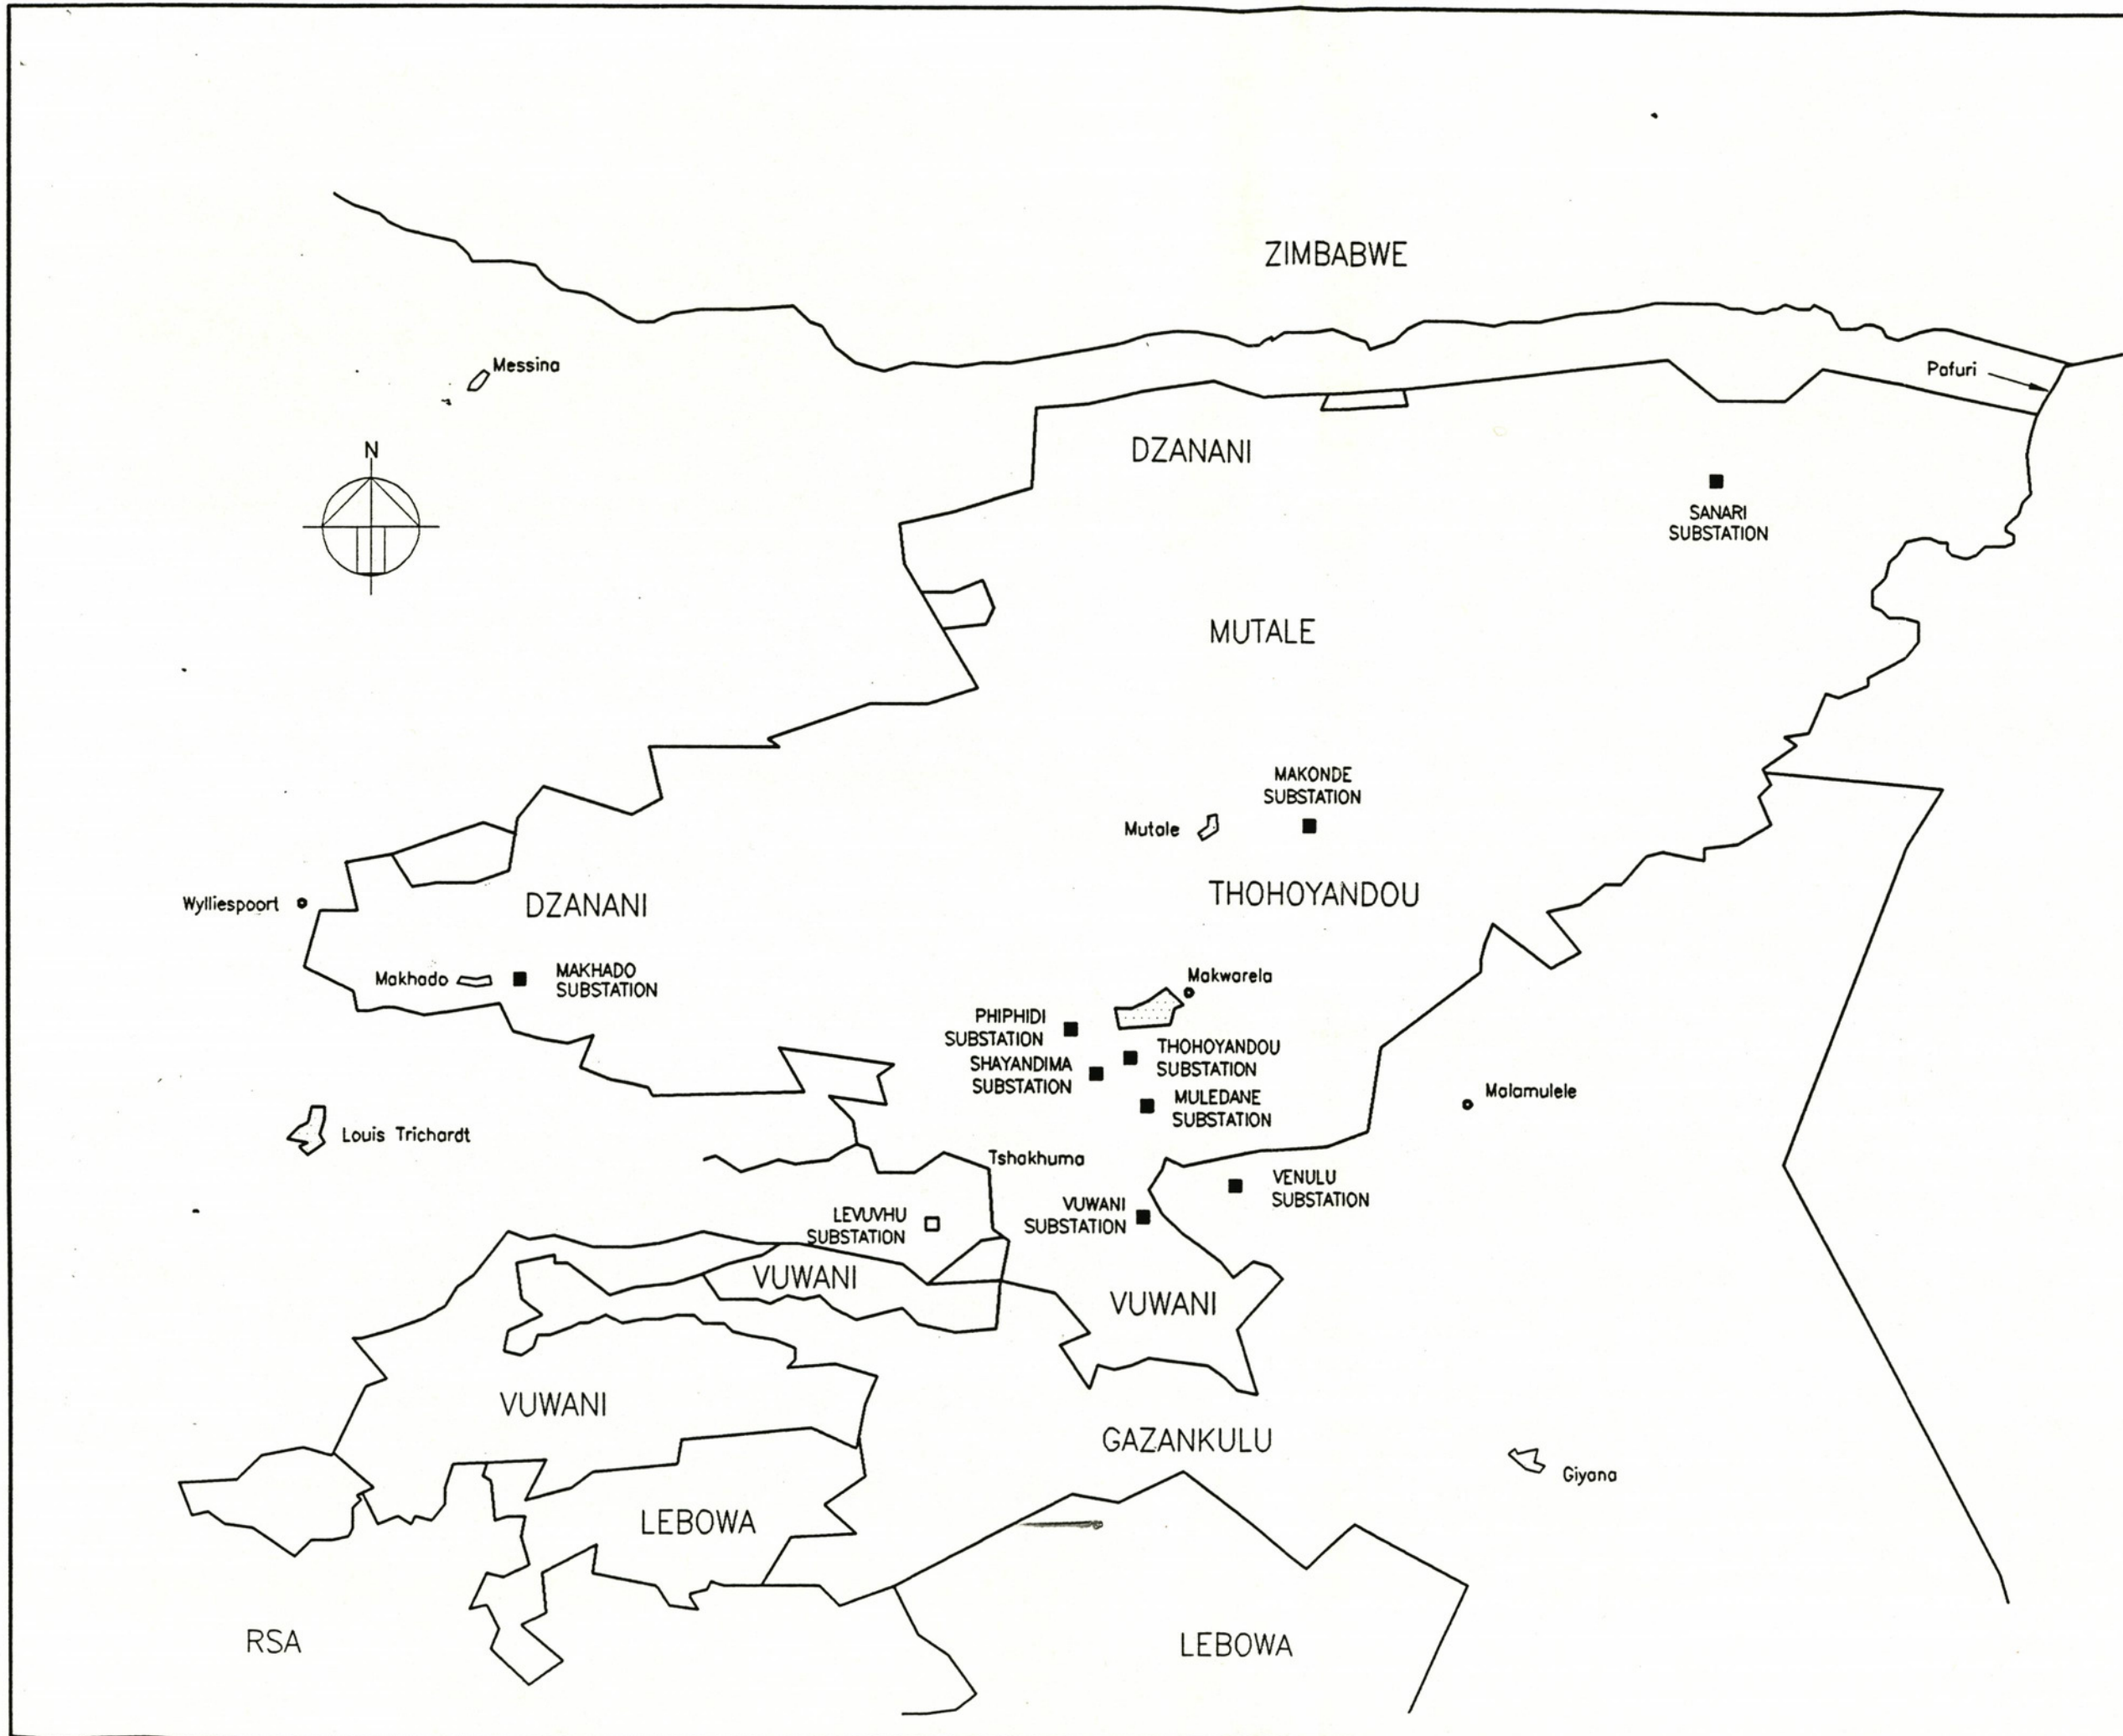 ZIMBABWE
Messina
Pafuri
N
DZANANI
SANARI
SUBSTATION
MUTALE
MAKONDE
SUBSTATION
Mutale
THOHOYANDOU
Wylliespoort
DZANANI
Makhado
MAKHADO
SUBSTATION
Makwarela
PHIPHIDI
SUBSTATION
THOHOYANDOU
SUBSTATION
SHAYANDIMA
SUBSTATION
MULEDANE
SUBSTATION
Malamulele
Louis Trichardt
Tshakhuma
VENULU
SUBSTATION
VUWANI
SUBSTATION
LEVUVHU
SUBSTATION
VUWANI
VUWANI
VUWANI
GAZANKULU
Giyana
LEBOWA
RSA
LEBOWA